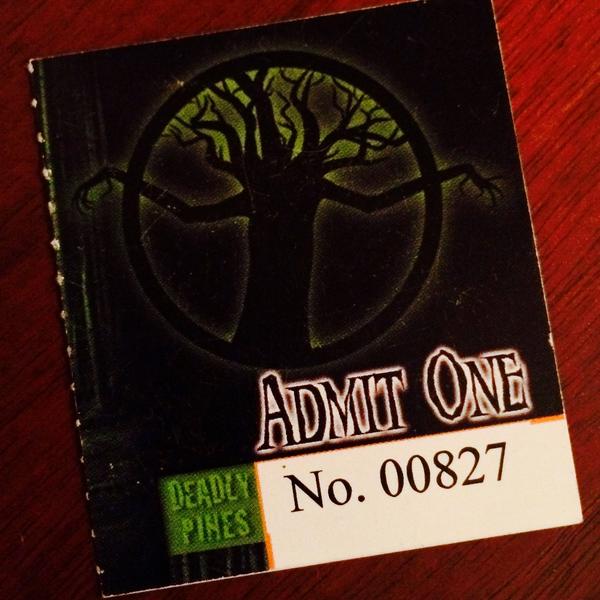 ADMIT ONE
No. 00827
DEADLY
PINES